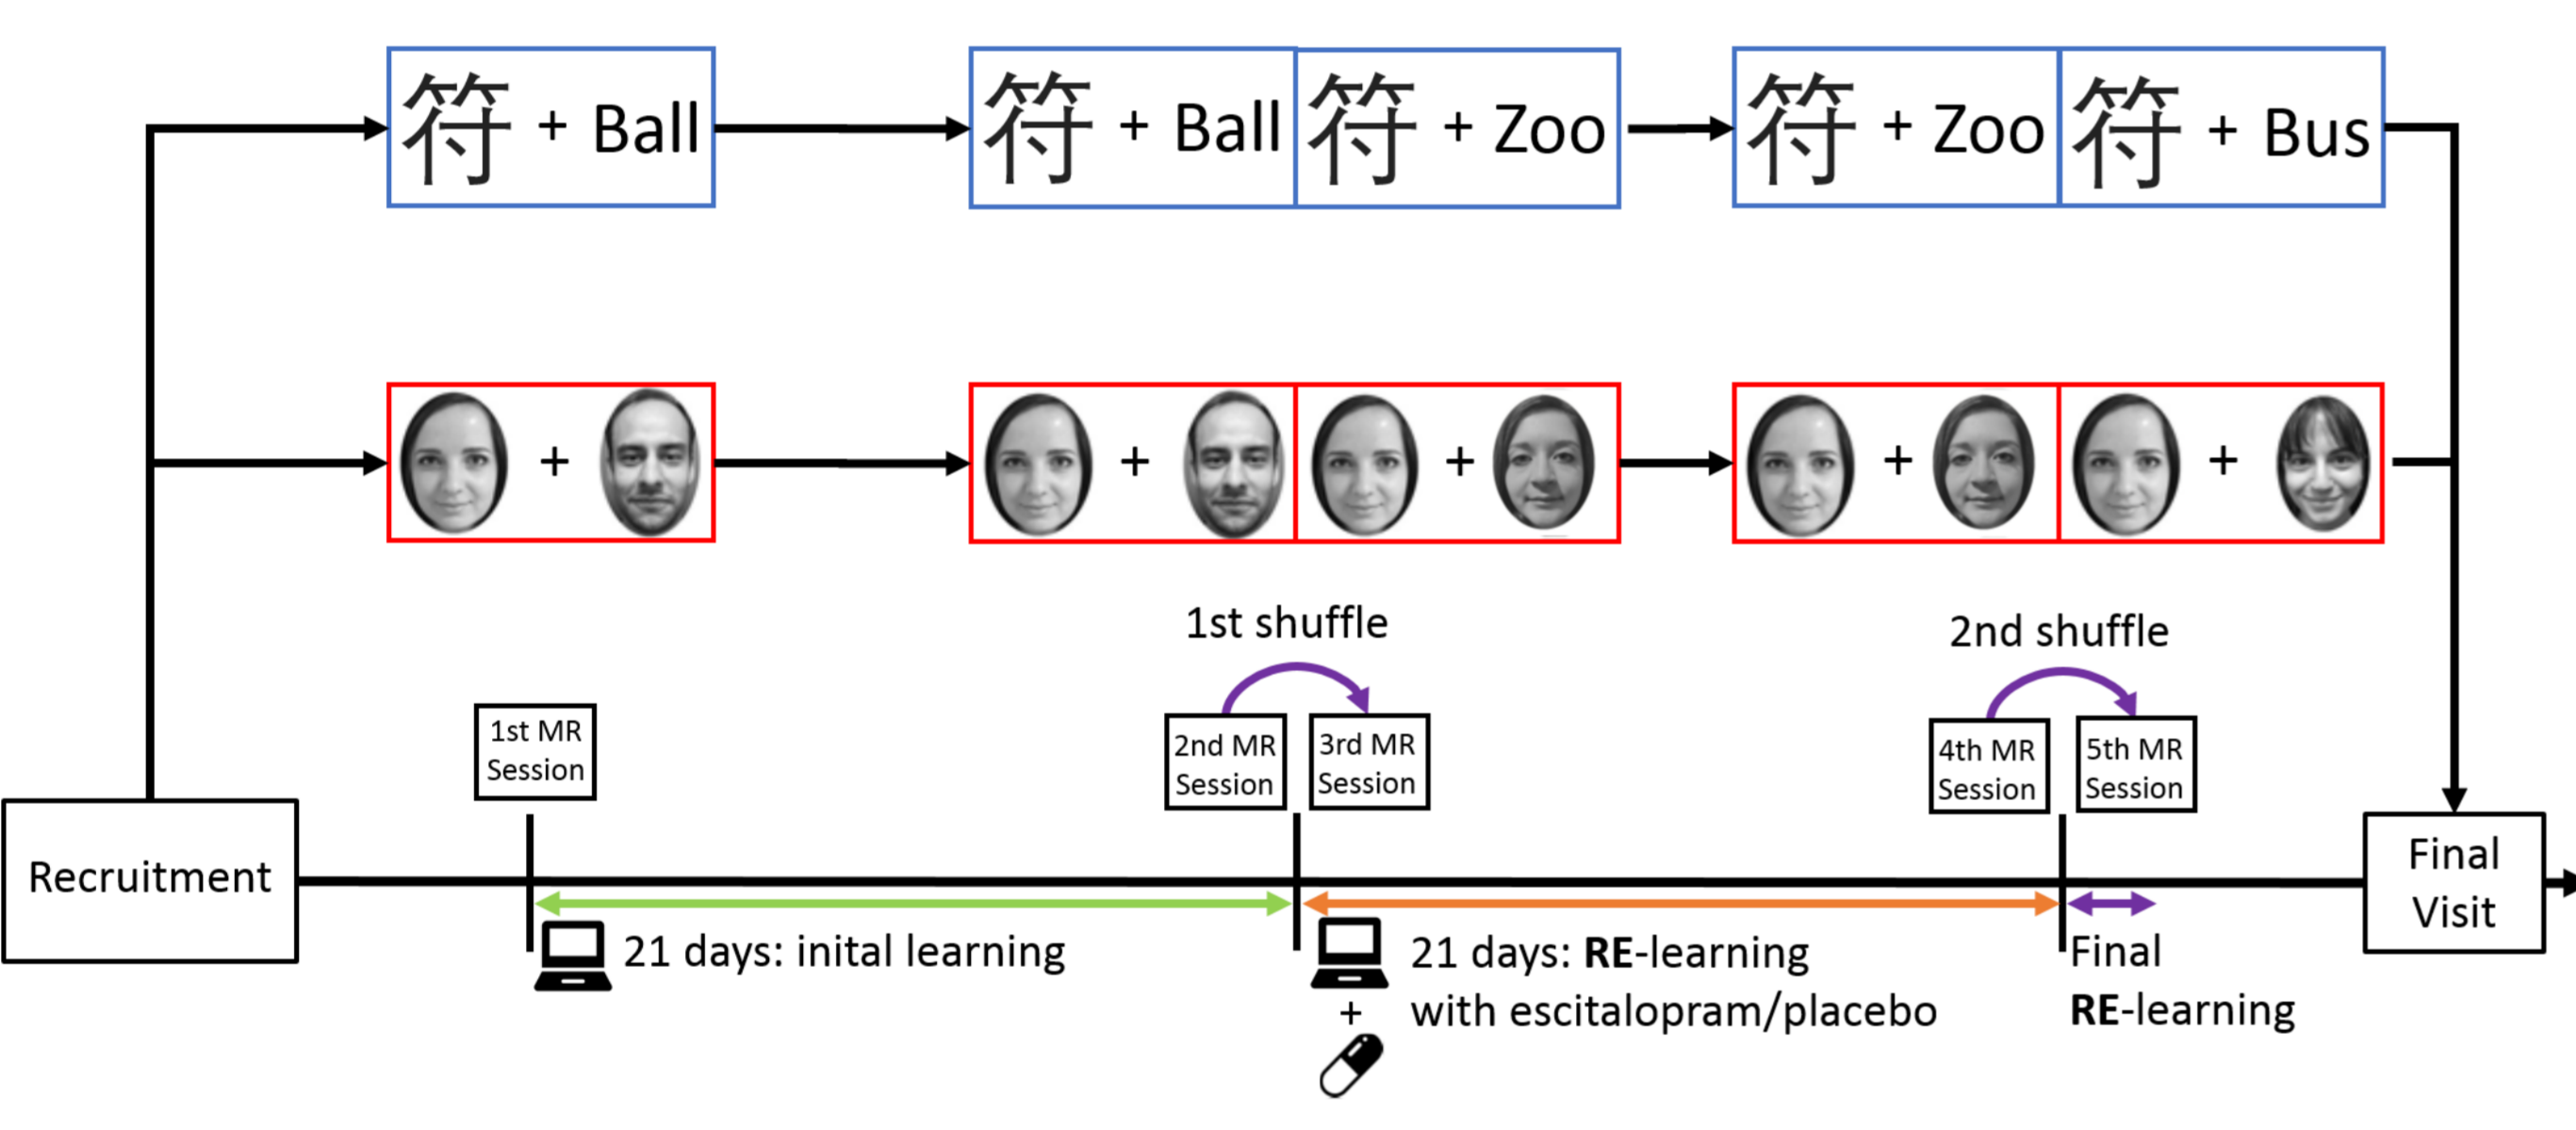 符 + Ball
符 + Ball
符 + Zoo
符 + Zoo
符 + Bus
+
+
+
+
+
1st shuffle
2nd shuffle
1st MR
Session
2nd MR
Session
3rd MR
Session
4th MR
Session
5th MR
Session
Recruitment
Final
Visit
21 days: inital learning
+
21 days: RE-learning
with escitalopram/placebo
Final
RE-learning